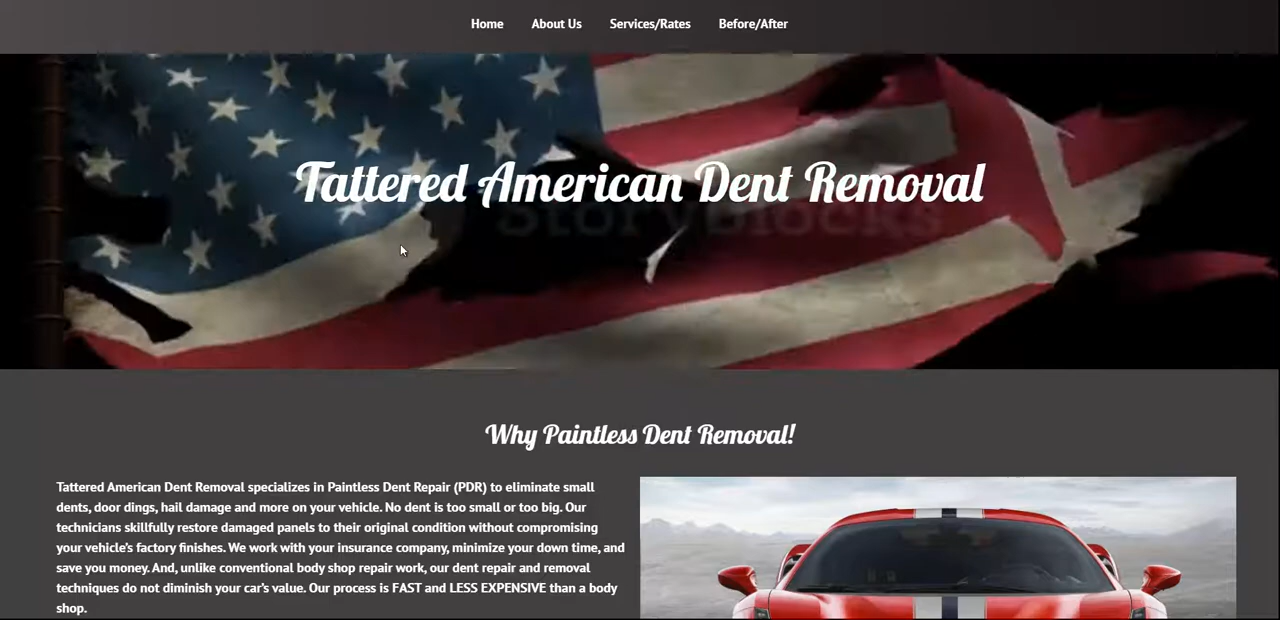 Home About Us Services/Rates Before/After
Tattered American Dent Removal
Storyblocks
Why Paintless Dent Removal!
Tattered American Dent Removal specializes in Paintless Dent Repair (PDR) to eliminate small
dents, door dings, hail damage and more on your vehicle. No dent is too small or too big. Our
technicians skillfully restore damaged panels to their original condition without compromising
your vehicle’s factory finishes. We work with your insurance company, minimize your down time, and
save you money. And, unlike conventional body shop repair work, our dent repair and removal
techniques do not diminish your car’s value. Our process is FAST and LESS EXPENSIVE than a body
shop.